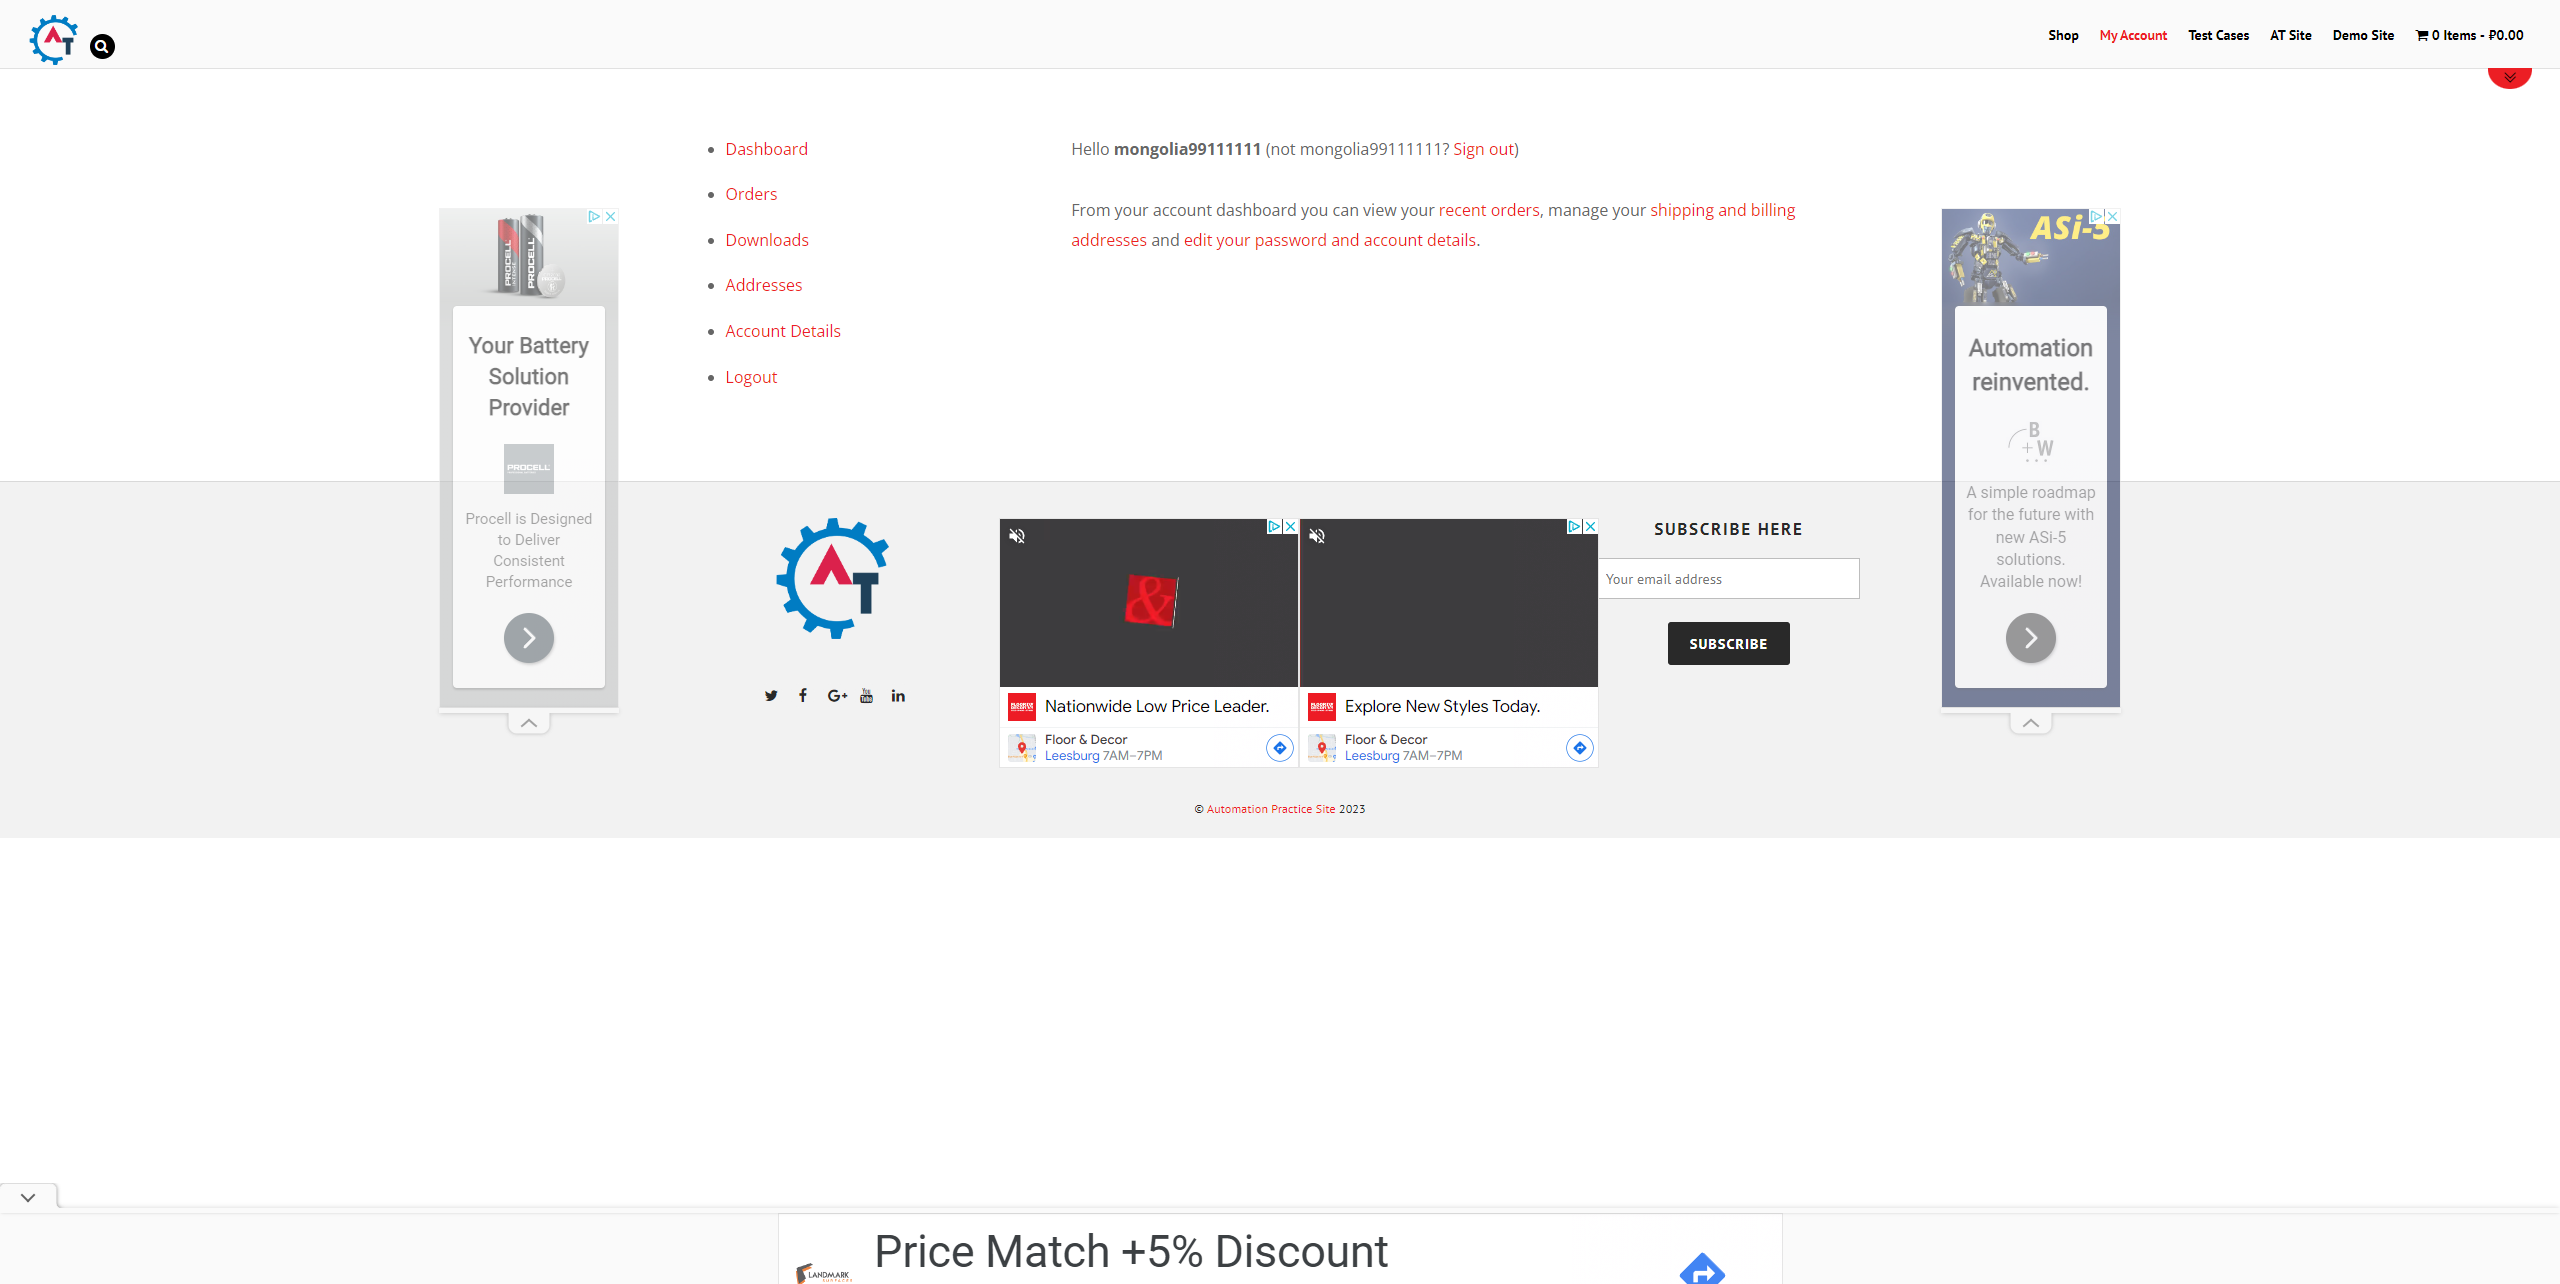 AT
Shop
My Account
Test Cases
AT Site
Demo Site
0 Items - ₽0.00
Dashboard
Orders
Downloads
Addresses
Account Details
Logout
Hello mongolia99111111 (not mongolia99111111? Sign out)
From your account dashboard you can view your recent orders, manage your shipping and billing
addresses and edit your password and account details.
PROCELL
PROCELL
Your Battery
Solution
Provider
PROCELL
Procell is Designed
to Deliver
Consistent
Performance
ASi-5
Automation
reinvented.
B
+W
A simple roadmap
for the future with
new ASi-5
solutions.
Available now!
AT
&
Nationwide Low Price Leader.
Floor & Decor
Leesburg 7AM–7PM
Explore New Styles Today.
Floor & Decor
Leesburg 7AM–7PM
SUBSCRIBE HERE
Your email address
SUBSCRIBE
© Automation Practice Site 2023
LANDMARK
Price Match +5% Discount